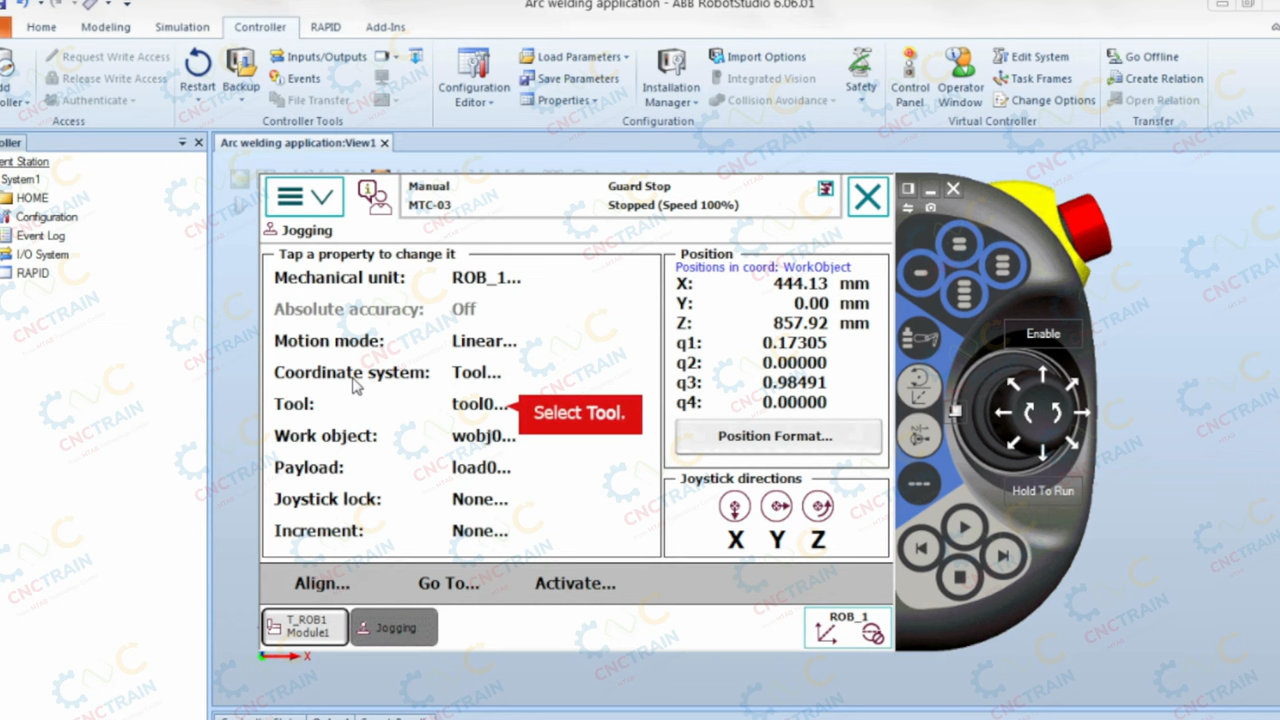 Arc welding application - ABB RobotStudio 6.06.01
Home Modeling Simulation Controller RAPID Add-Ins
Request Write Access
Release Write Access
Authenticate
Access
Restart
Backup
Inputs/Outputs
Events
File Transfer
Controller Tools
Configuration
Editor
Load Parameters
Save Parameters
Properties
Installation
Manager
Import Options
Integrated Vision
Collision Avoidance
Configuration
Safety
Control
Panel
Operator
Window
Edit System
Task Frames
Change Options
Virtual Controller
Go Offline
Create Relation
Open Relation
Transfer
Arc welding application:View1
System1
HOME
Configuration
Event Log
I/O System
RAPID
Manual
MTC-03
Guard Stop
Stopped (Speed 100%)
Jogging
Tap a property to change it
Mechanical unit: ROB_1...
Absolute accuracy: Off
Motion mode: Linear...
Coordinate system: Tool...
Tool: tool0...
Select Tool.
Work object: wobj0...
Payload: load0...
Joystick lock: None...
Increment: None...
Position
Positions in coord: WorkObject
X: 444.13 mm
Y: 0.00 mm
Z: 857.92 mm
q1: 0.17305
q2: 0.00000
q3: 0.98491
q4: 0.00000
Position Format...
Joystick directions
X Y Z
Align... Go To... Activate...
T_ROB1
Module1
Jogging
ROB_1
Enable
Hold To Run
X
CNCTRAIN